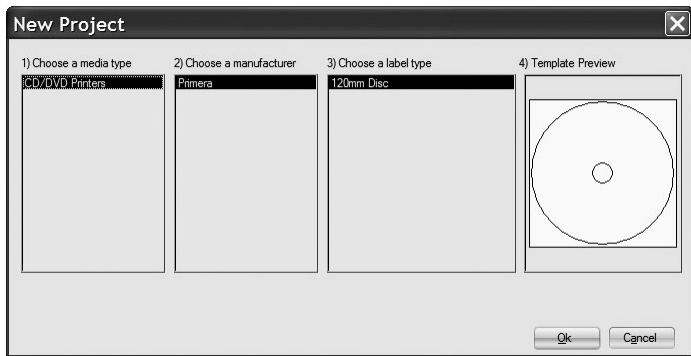 New Project
1) Choose a media type
2) Choose a manufacturer
3) Choose a label type
4) Template Preview
CD/DVD Printers
Primera
120mm Disc
Ok
Cancel